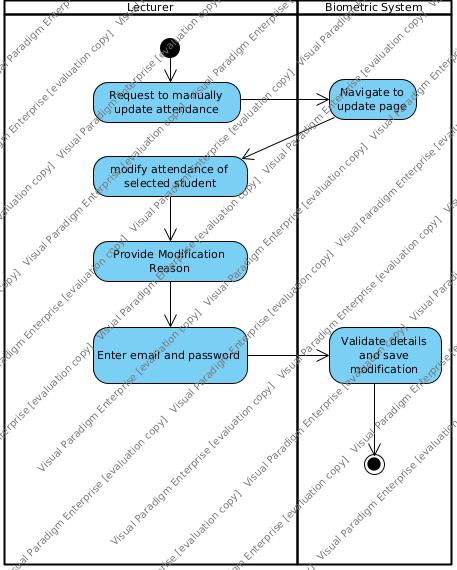 Lecturer
Biometric System
Request to manually
update attendance
Navigate to
update page
modify attendance of
selected student
Provide Modification
Reason
Enter email and password
Validate details
and save
modification
Visual Paradigm Enterprise [evaluation copy]